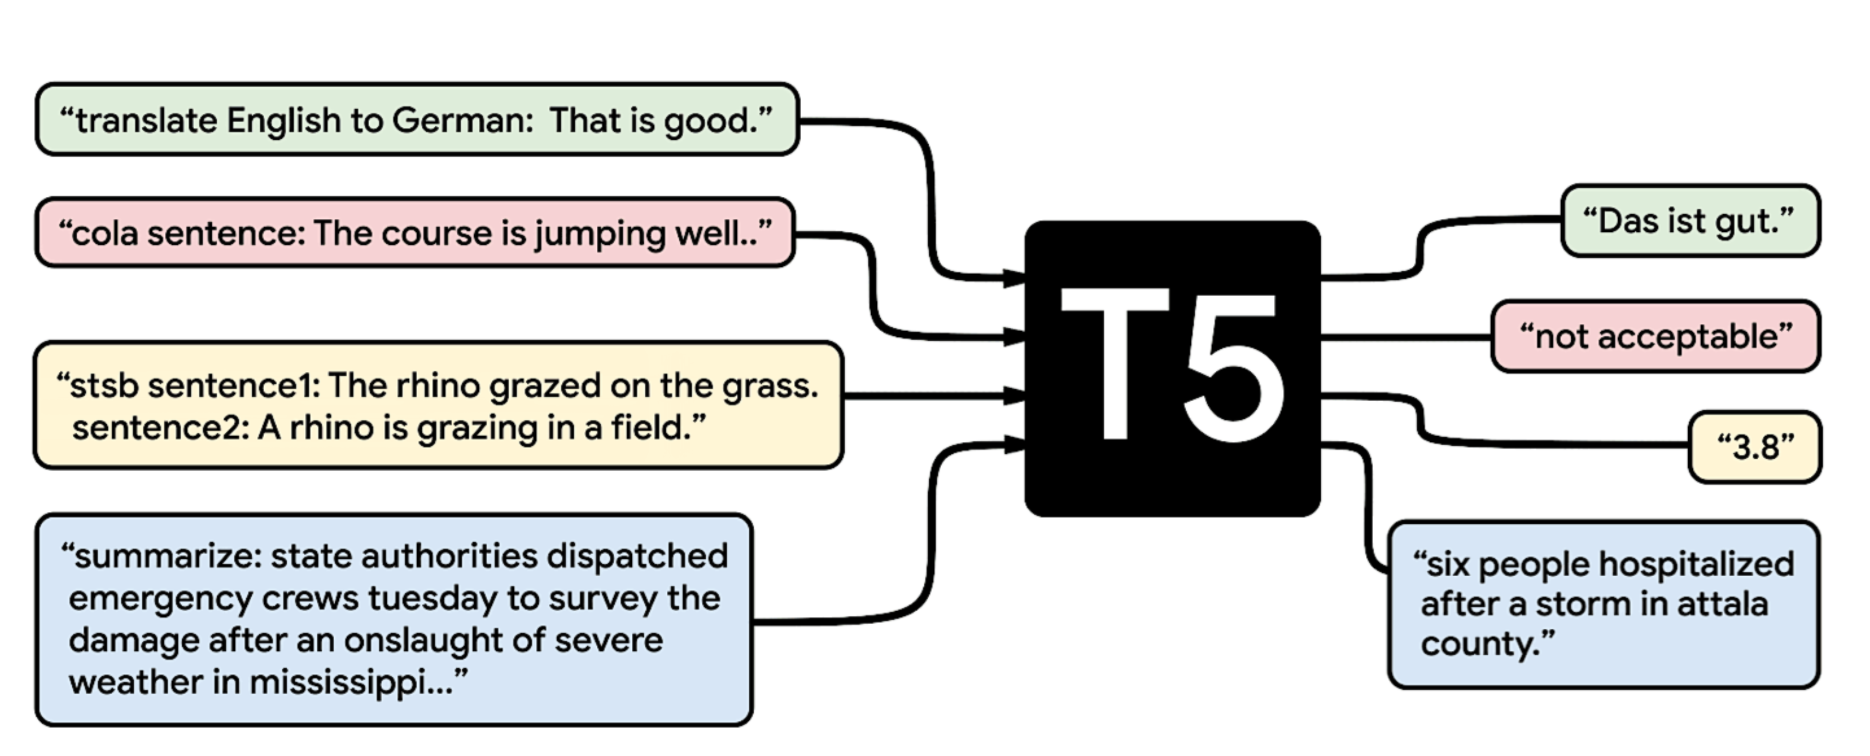 “translate English to German:  That is good.”
“cola sentence: The course is jumping well..”
“stsb sentence1: The rhino grazed on the grass.
sentence2: A rhino is grazing in a field.”
“summarize: state authorities dispatched
emergency crews tuesday to survey the
damage after an onslaught of severe
weather in mississippi...”
T5
“Das ist gut.”
“not acceptable”
“3.8”
“six people hospitalized
after a storm in attala
county.”